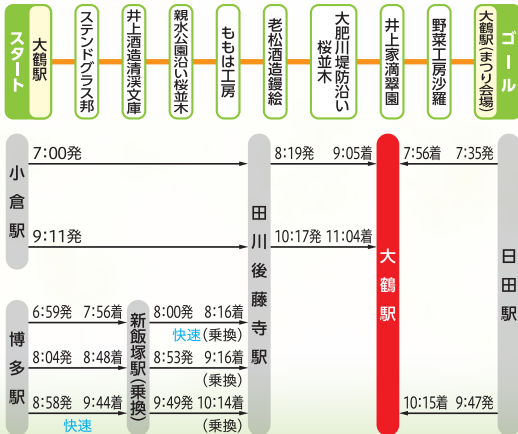 スタート
大鶴駅
ステンドグラス邦
井上酒造清渓文庫
親水公園沿い桜並木
ももは工房
老松酒造鏝絵
大肥川堤防沿い桜並木
井上家滴翠園
野菜工房沙羅
大鶴駅(まつり会場)
ゴール
小倉駅
7:00発
9:11発
博多駅
6:59発 7:56着
8:04発 8:48着
8:58発 9:44着
快速
新飯塚駅(乗換)
8:00発 8:16着
快速(乗換)
8:53発 9:16着
(乗換)
9:49発 10:14着
(乗換)
田川後藤寺駅
8:19発 9:05着
10:17発 11:04着
大鶴駅
7:56着 7:35発
10:15着 9:47発
日田駅